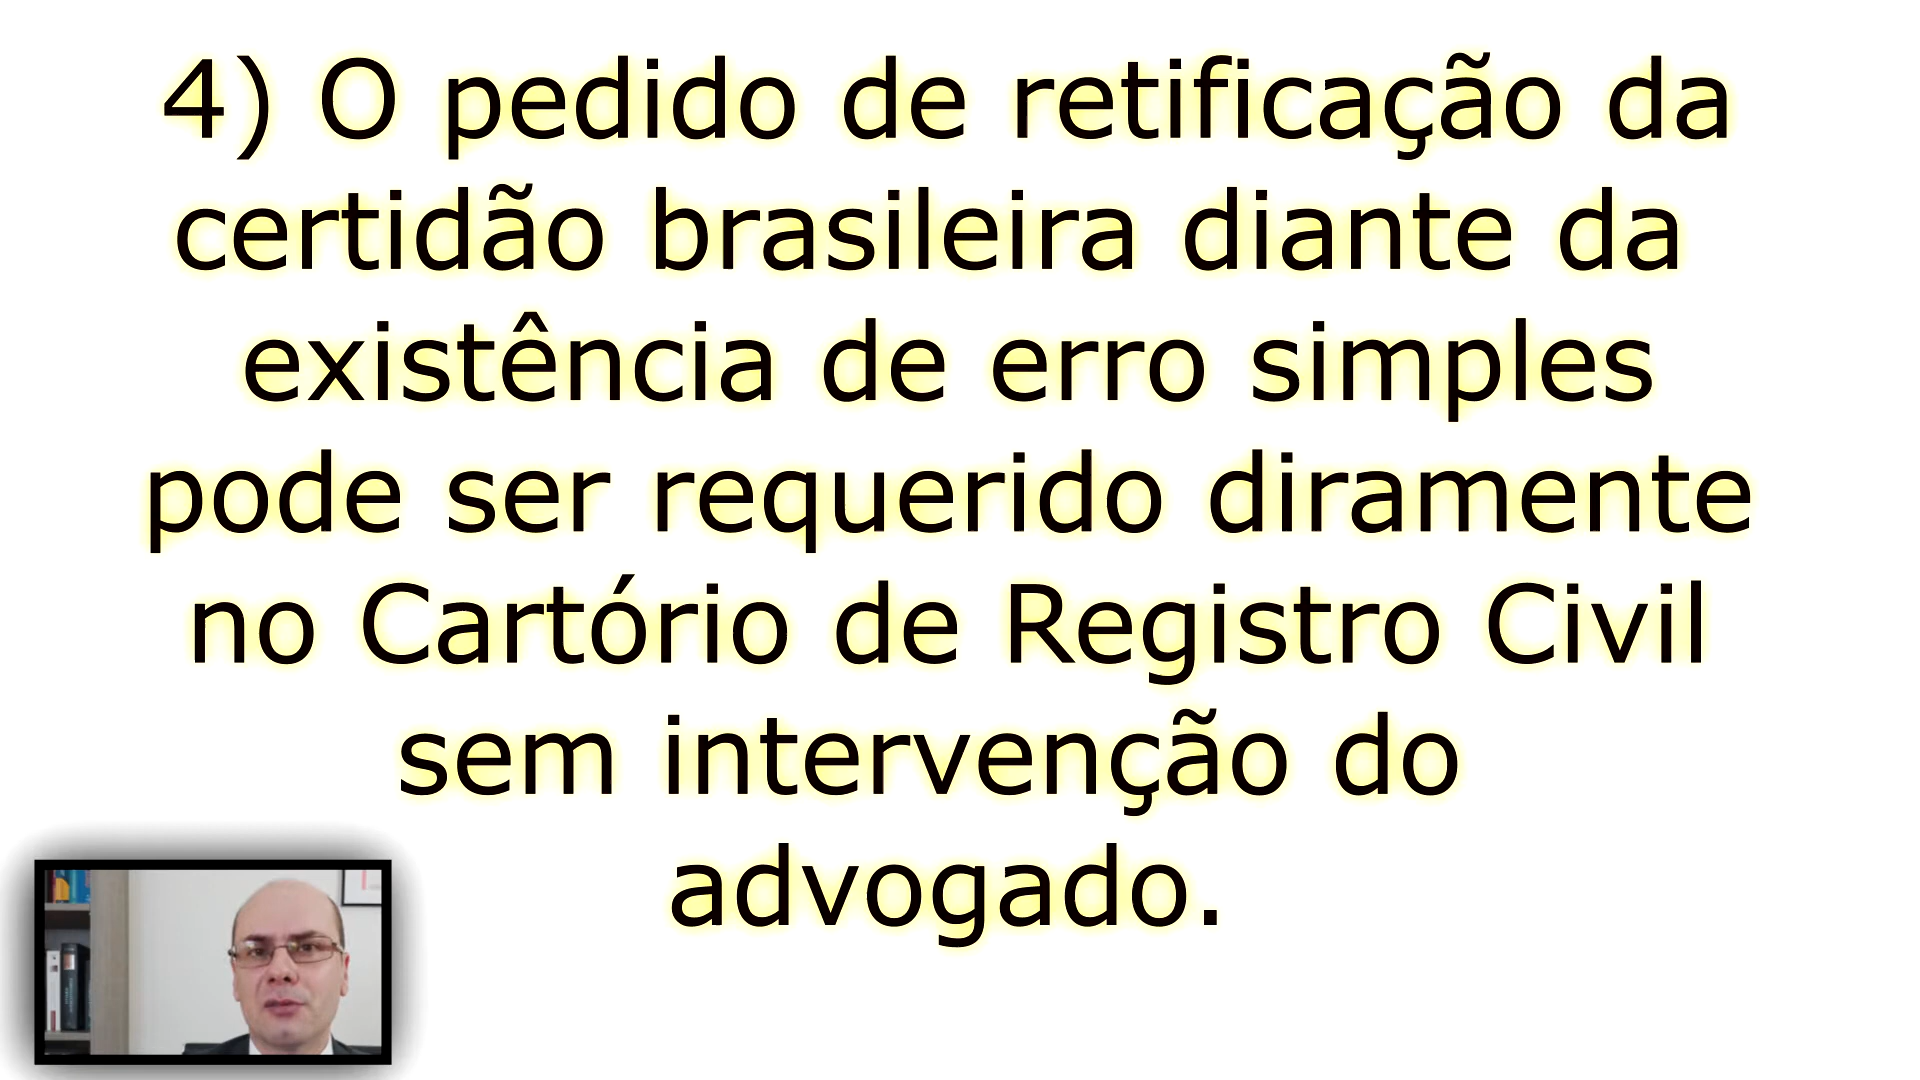 4) O pedido de retificação da
certidão brasileira diante da
existência de erro simples
pode ser requerido diramente
no Cartório de Registro Civil
sem intervenção do
advogado.